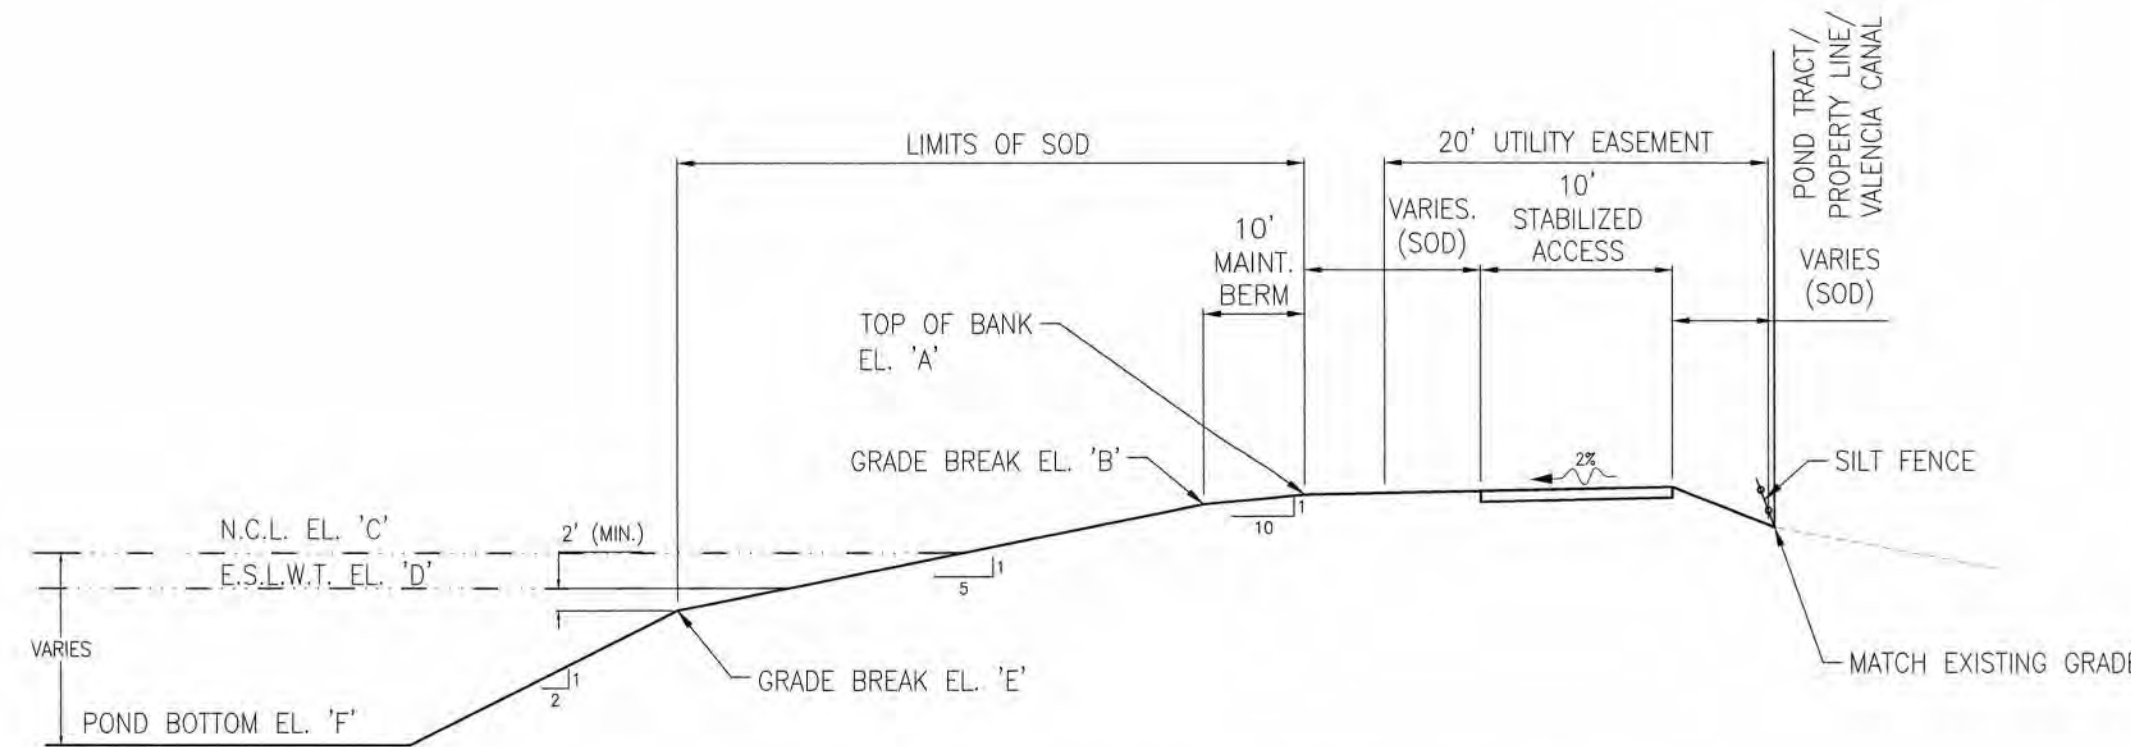 POND TRACT/
PROPERTY LINE/
VALENCIA CANAL
LIMITS OF SOD
20' UTILITY EASEMENT
10'
STABILIZED
ACCESS
VARIES.
(SOD)
10'
MAINT.
BERM
VARIES
(SOD)
TOP OF BANK
EL. 'A'
GRADE BREAK EL. 'B'
2%
SILT FENCE
1
10
N.C.L. EL. 'C'
2' (MIN.)
E.S.L.W.T. EL. 'D'
1
5
VARIES
GRADE BREAK EL. 'E'
1
2
MATCH EXISTING GRADE
POND BOTTOM EL. 'F'